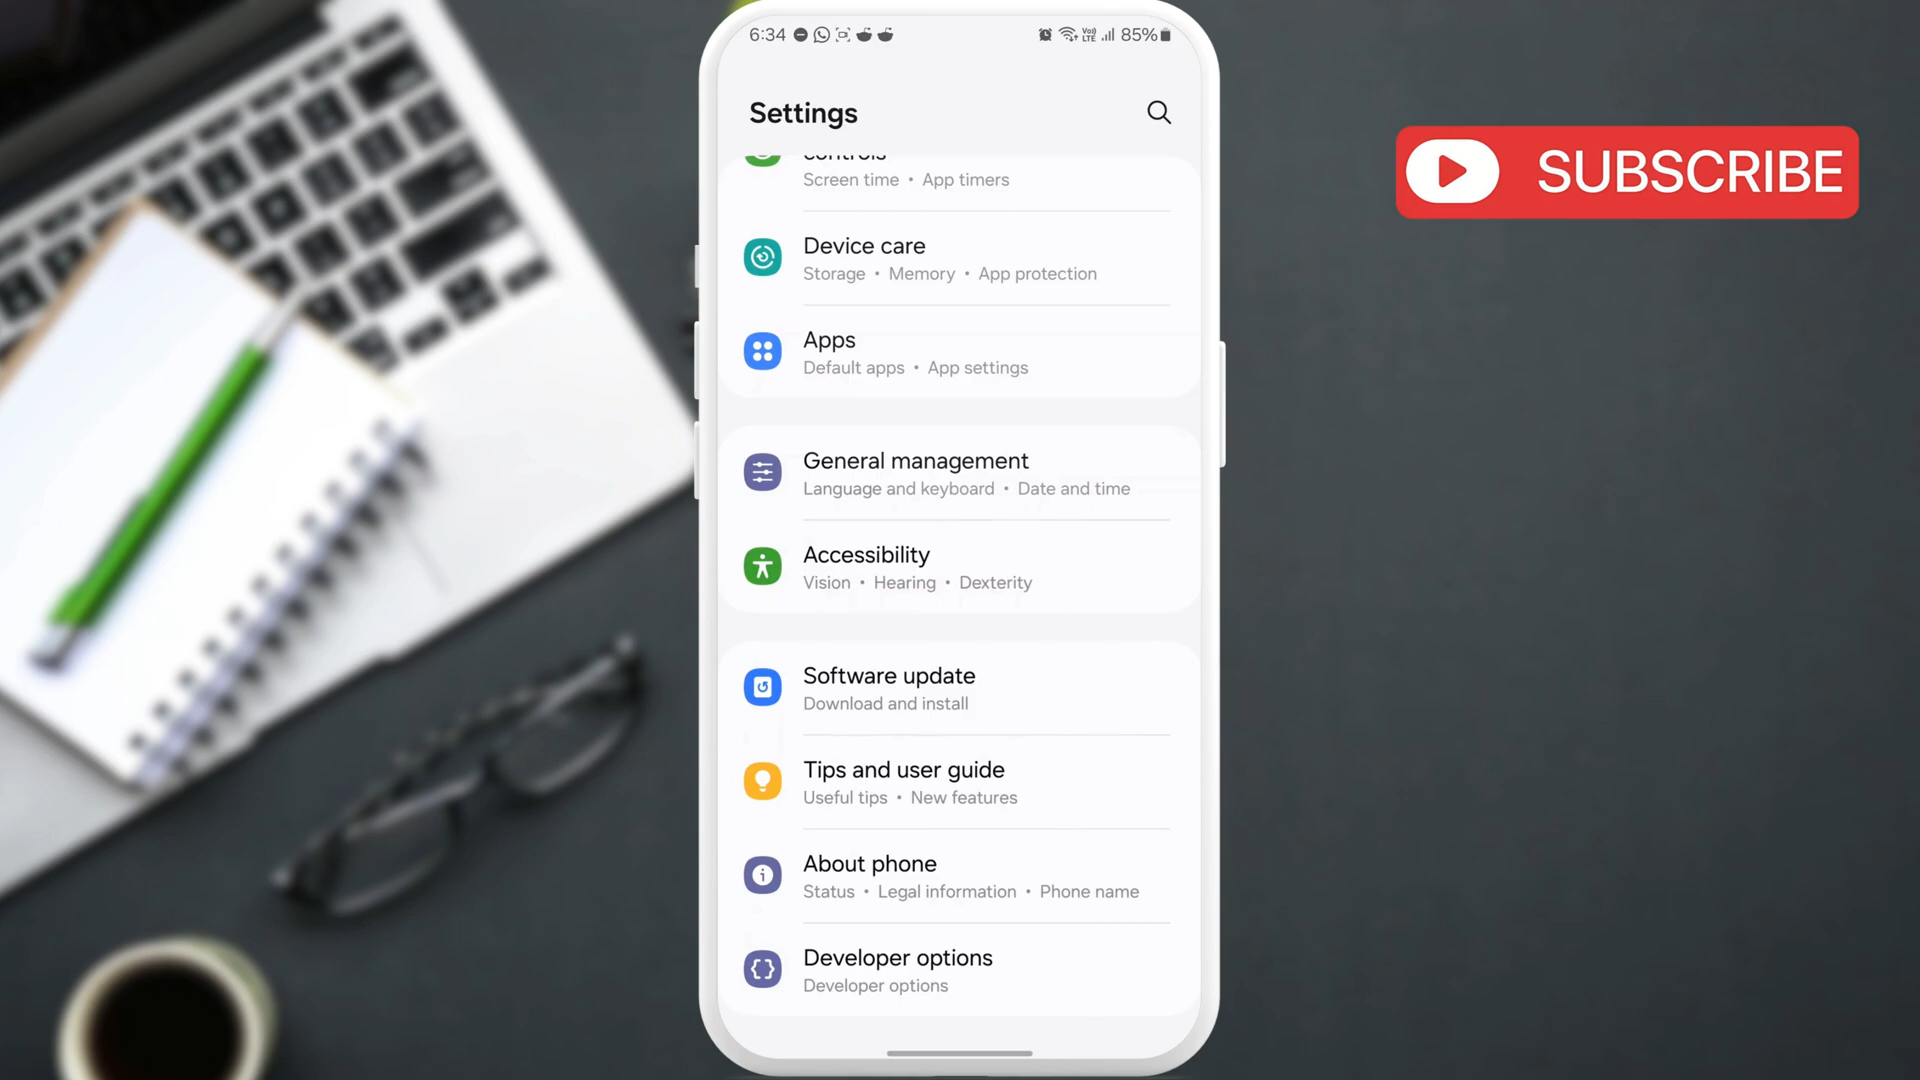 6:34 85%
Settings
controls
Screen time • App timers
Device care
Storage • Memory • App protection
Apps
Default apps • App settings
General management
Language and keyboard • Date and time
Accessibility
Vision • Hearing • Dexterity
Software update
Download and install
Tips and user guide
Useful tips • New features
About phone
Status • Legal information • Phone name
Developer options
Developer options
SUBSCRIBE